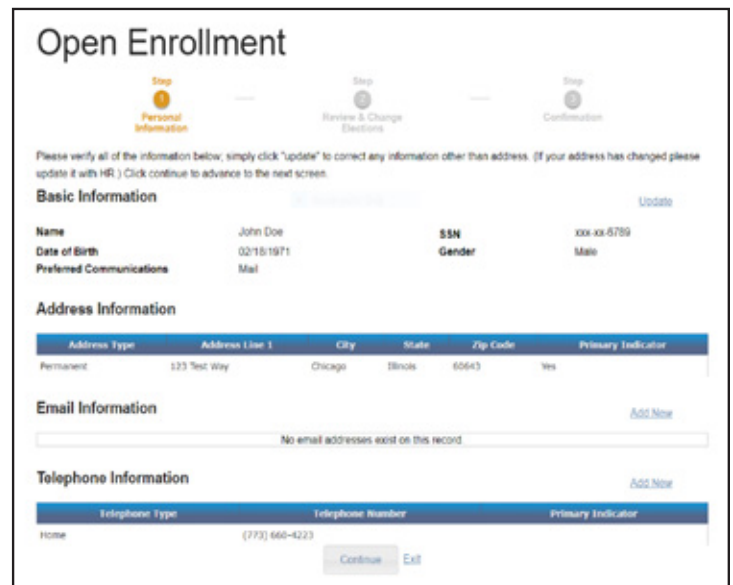 Open Enrollment
Step Step Step
1 2 3
Personal Information Review & Change Elections Confirmation
Please verify all of the information below, simply click "update" to correct any information other than address. (If your address has changed please
update it with HR.) Click continue to advance to the next screen.
Basic Information Update
Name John Doe SSN xxx-xx-6789
Date of Birth 02/18/1971 Gender Male
Preferred Communications Mail
Address Information
Address Type Address Line 1 City State Zip Code Primary Indicator
Permanent 123 Test Way Chicago Illinois 60643 Yes
Email Information Add New
No email addresses exist on this record
Telephone Information Add New
Telephone Type Telephone Number Primary Indicator
Home (773) 660-4223
Continue Exit